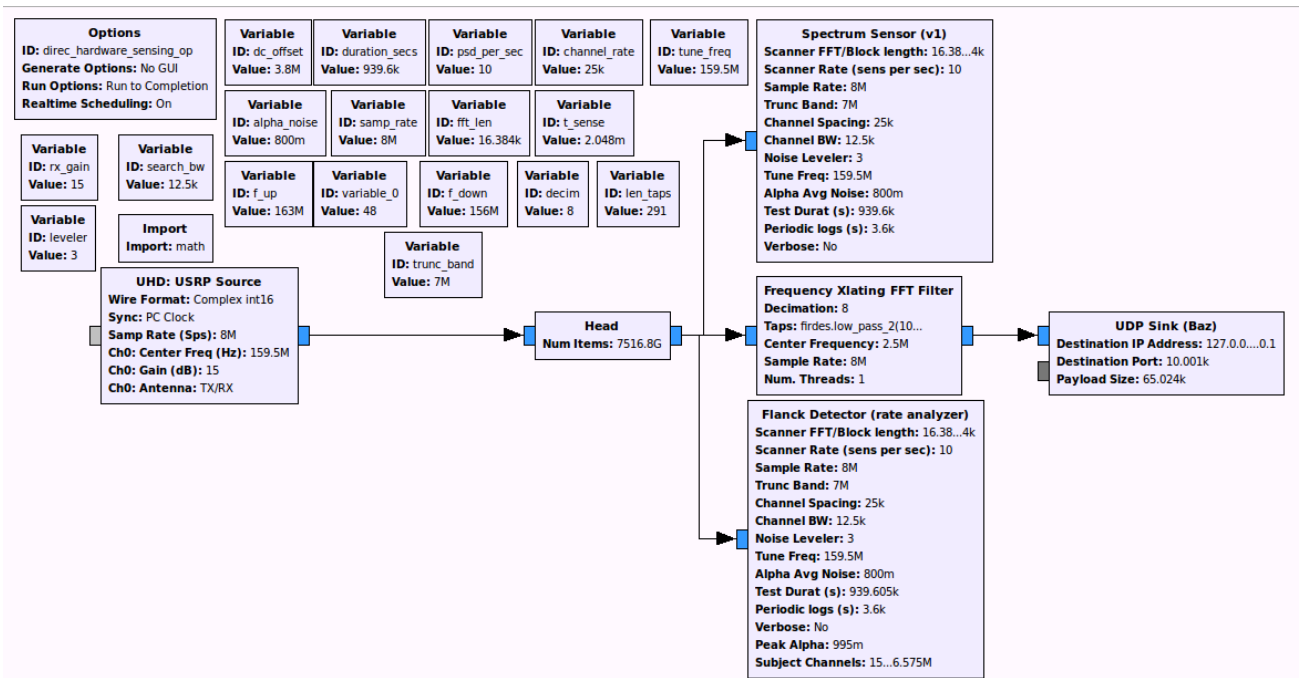 Options
ID: direc_hardware_sensing_op
Generate Options: No GUI
Run Options: Run to Completion
Realtime Scheduling: On
Variable
ID: dc_offset
Value: 3.8M
Variable
ID: duration_secs
Value: 939.6k
Variable
ID: psd_per_sec
Value: 10
Variable
ID: channel_rate
Value: 25k
Variable
ID: tune_freq
Value: 159.5M
Variable
ID: alpha_noise
Value: 800m
Variable
ID: samp_rate
Value: 8M
Variable
ID: fft_len
Value: 16.384k
Variable
ID: t_sense
Value: 2.048m
Variable
ID: rx_gain
Value: 15
Variable
ID: search_bw
Value: 12.5k
Variable
ID: f_up
Value: 163M
Variable
ID: variable_0
Value: 48
Variable
ID: f_down
Value: 156M
Variable
ID: decim
Value: 8
Variable
ID: len_taps
Value: 291
Variable
ID: leveler
Value: 3
Import
Import: math
Variable
ID: trunc_band
Value: 7M
UHD: USRP Source
Wire Format: Complex int16
Sync: PC Clock
Samp Rate (Sps): 8M
Ch0: Center Freq (Hz): 159.5M
Ch0: Gain (dB): 15
Ch0: Antenna: TX/RX
Head
Num Items: 7516.8G
Spectrum Sensor (v1)
Scanner FFT/Block length: 16.38...4k
Scanner Rate (sens per sec): 10
Sample Rate: 8M
Trunc Band: 7M
Channel Spacing: 25k
Channel BW: 12.5k
Noise Leveler: 3
Tune Freq: 159.5M
Alpha Avg Noise: 800m
Test Durat (s): 939.6k
Periodic logs (s): 3.6k
Verbose: No
Frequency Xlating FFT Filter
Decimation: 8
Taps: firdes.low_pass_2(10...
Center Frequency: 2.5M
Sample Rate: 8M
Num. Threads: 1
UDP Sink (Baz)
Destination IP Address: 127.0.0....0.1
Destination Port: 10.001k
Payload Size: 65.024k
Flanck Detector (rate analyzer)
Scanner FFT/Block length: 16.38...4k
Scanner Rate (sens per sec): 10
Sample Rate: 8M
Trunc Band: 7M
Channel Spacing: 25k
Channel BW: 12.5k
Noise Leveler: 3
Tune Freq: 159.5M
Alpha Avg Noise: 800m
Test Durat (s): 939.605k
Periodic logs (s): 3.6k
Verbose: No
Peak Alpha: 995m
Subject Channels: 15...6.575M